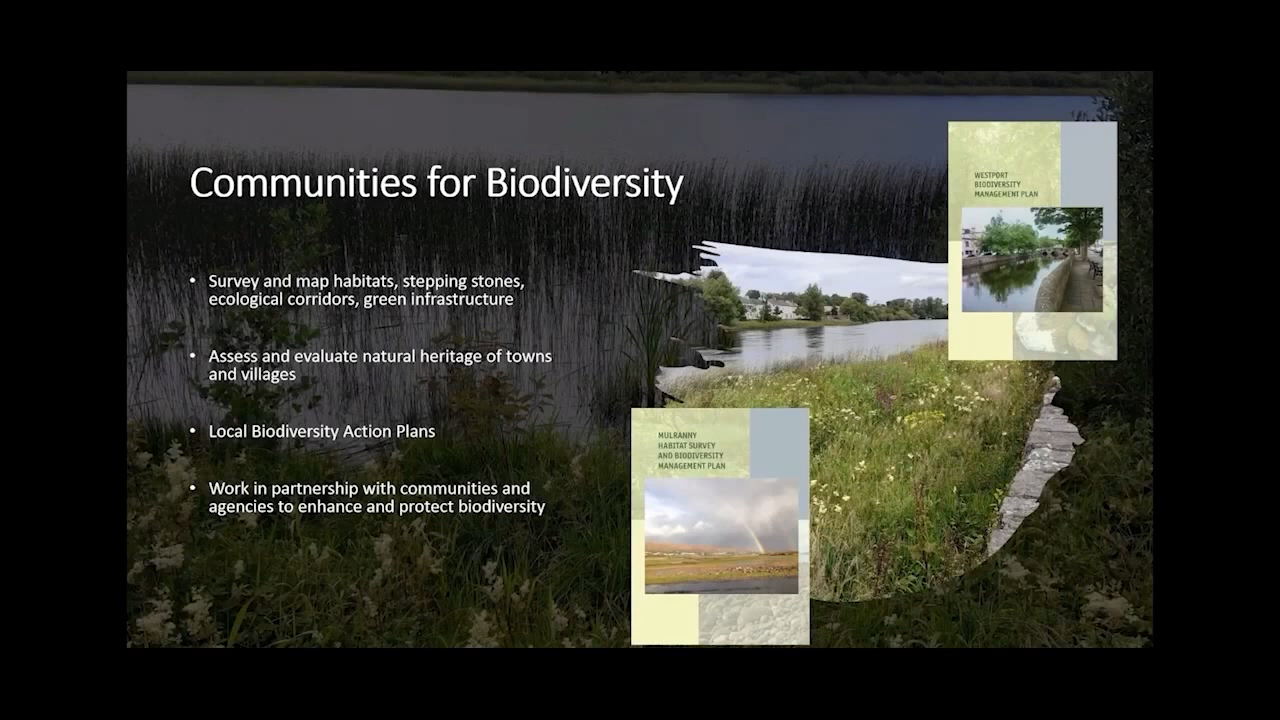 Communities for Biodiversity
• Survey and map habitats, stepping stones,
ecological corridors, green infrastructure
• Assess and evaluate natural heritage of towns
and villages
• Local Biodiversity Action Plans
• Work in partnership with communities and
agencies to enhance and protect biodiversity
WESTPORT
BIODIVERSITY
MANAGEMENT PLAN
MULRANNY
HABITAT SURVEY
AND BIODIVERSITY
MANAGEMENT PLAN